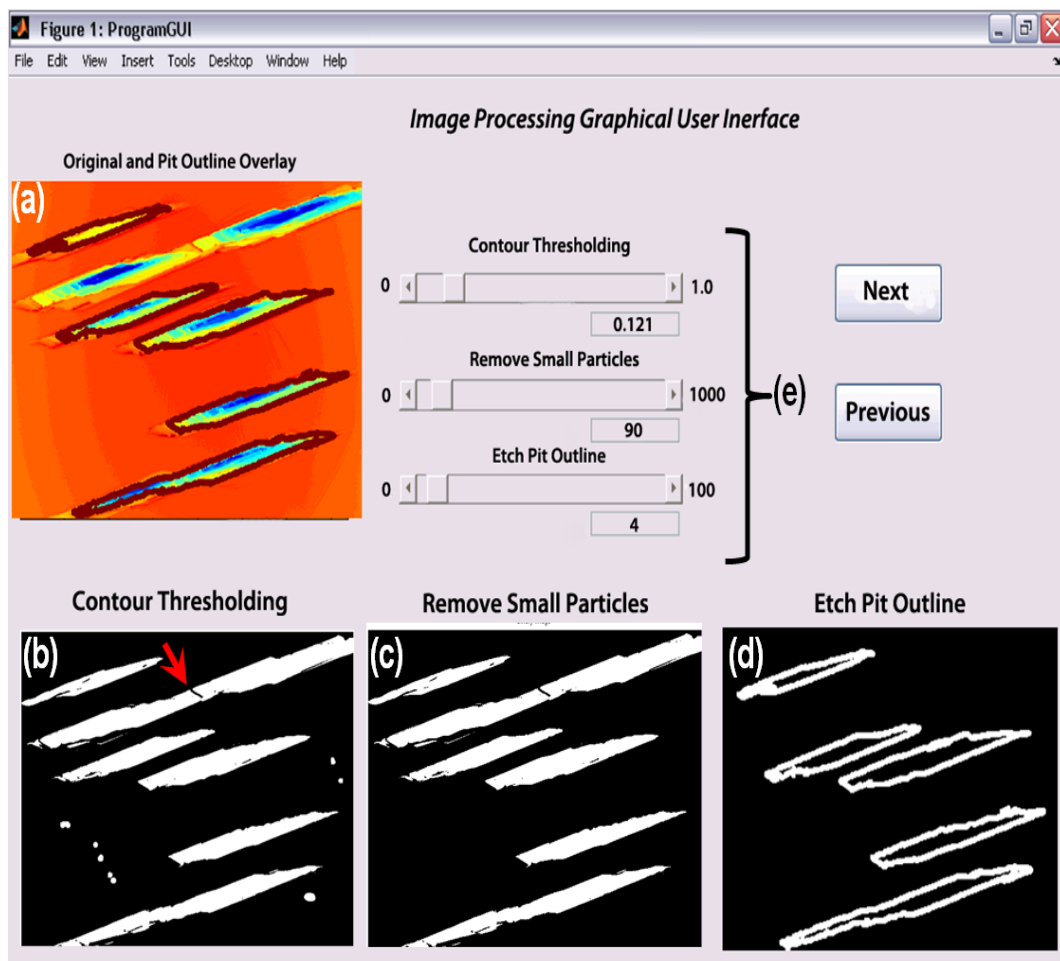 Figure 1: ProgramGUI
File Edit View Insert Tools Desktop Window Help
Image Processing Graphical User Inerface
Original and Pit Outline Overlay
(a)
Contour Thresholding
0 1.0
0.121
Remove Small Particles
0 1000
90
Etch Pit Outline
0 100
4
(e)
Next
Previous
Contour Thresholding
Remove Small Particles
Etch Pit Outline
(b)
(c)
(d)